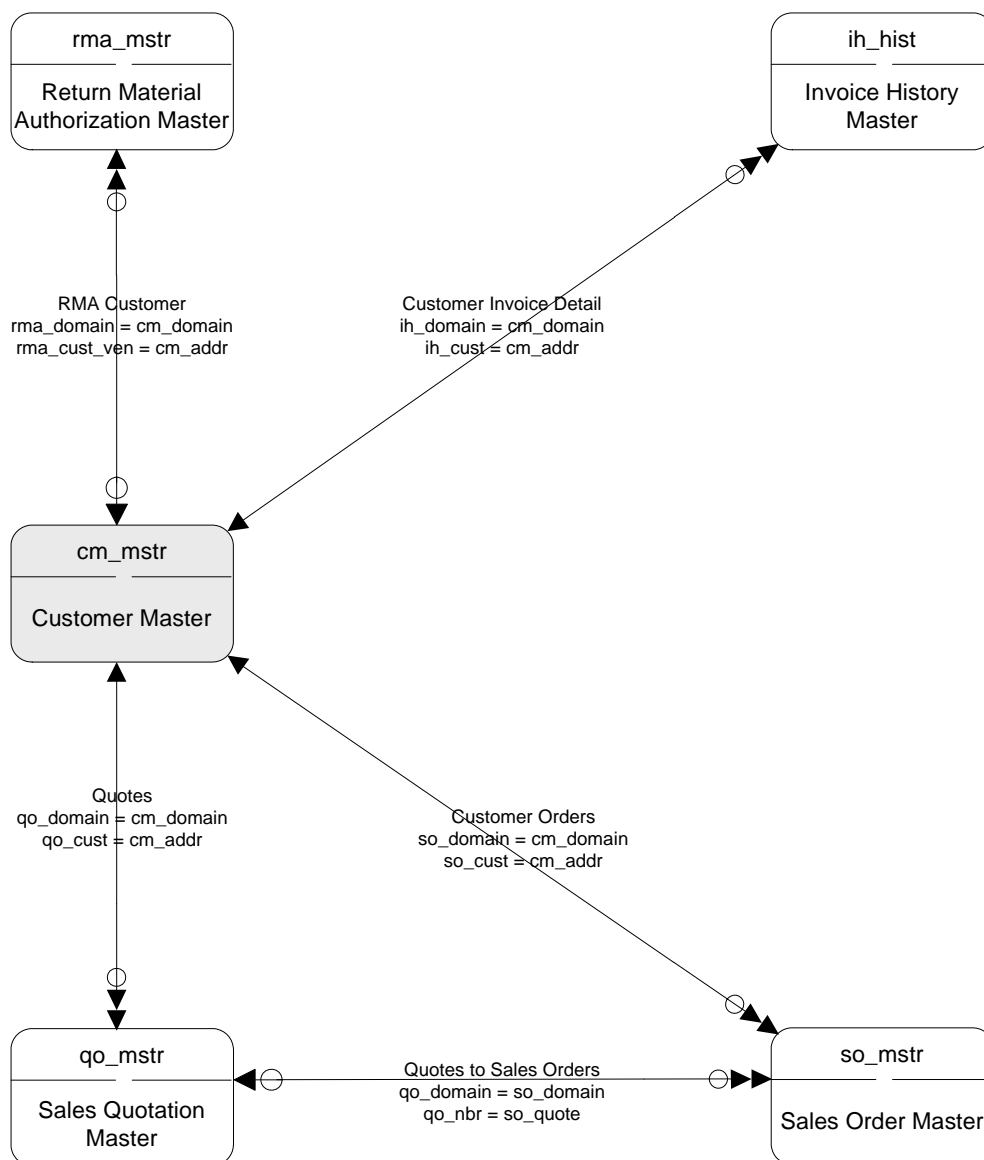 rma_mstr
Return Material
Authorization Master
ih_hist
Invoice History
Master
RMA Customer
rma_domain = cm_domain
rma_cust_ven = cm_addr
Customer Invoice Detail
ih_domain = cm_domain
ih_cust = cm_addr
cm_mstr
Customer Master
Quotes
qo_domain = cm_domain
qo_cust = cm_addr
Customer Orders
so_domain = cm_domain
so_cust = cm_addr
qo_mstr
Sales Quotation
Master
Quotes to Sales Orders
qo_domain = so_domain
qo_nbr = so_quote
so_mstr
Sales Order Master